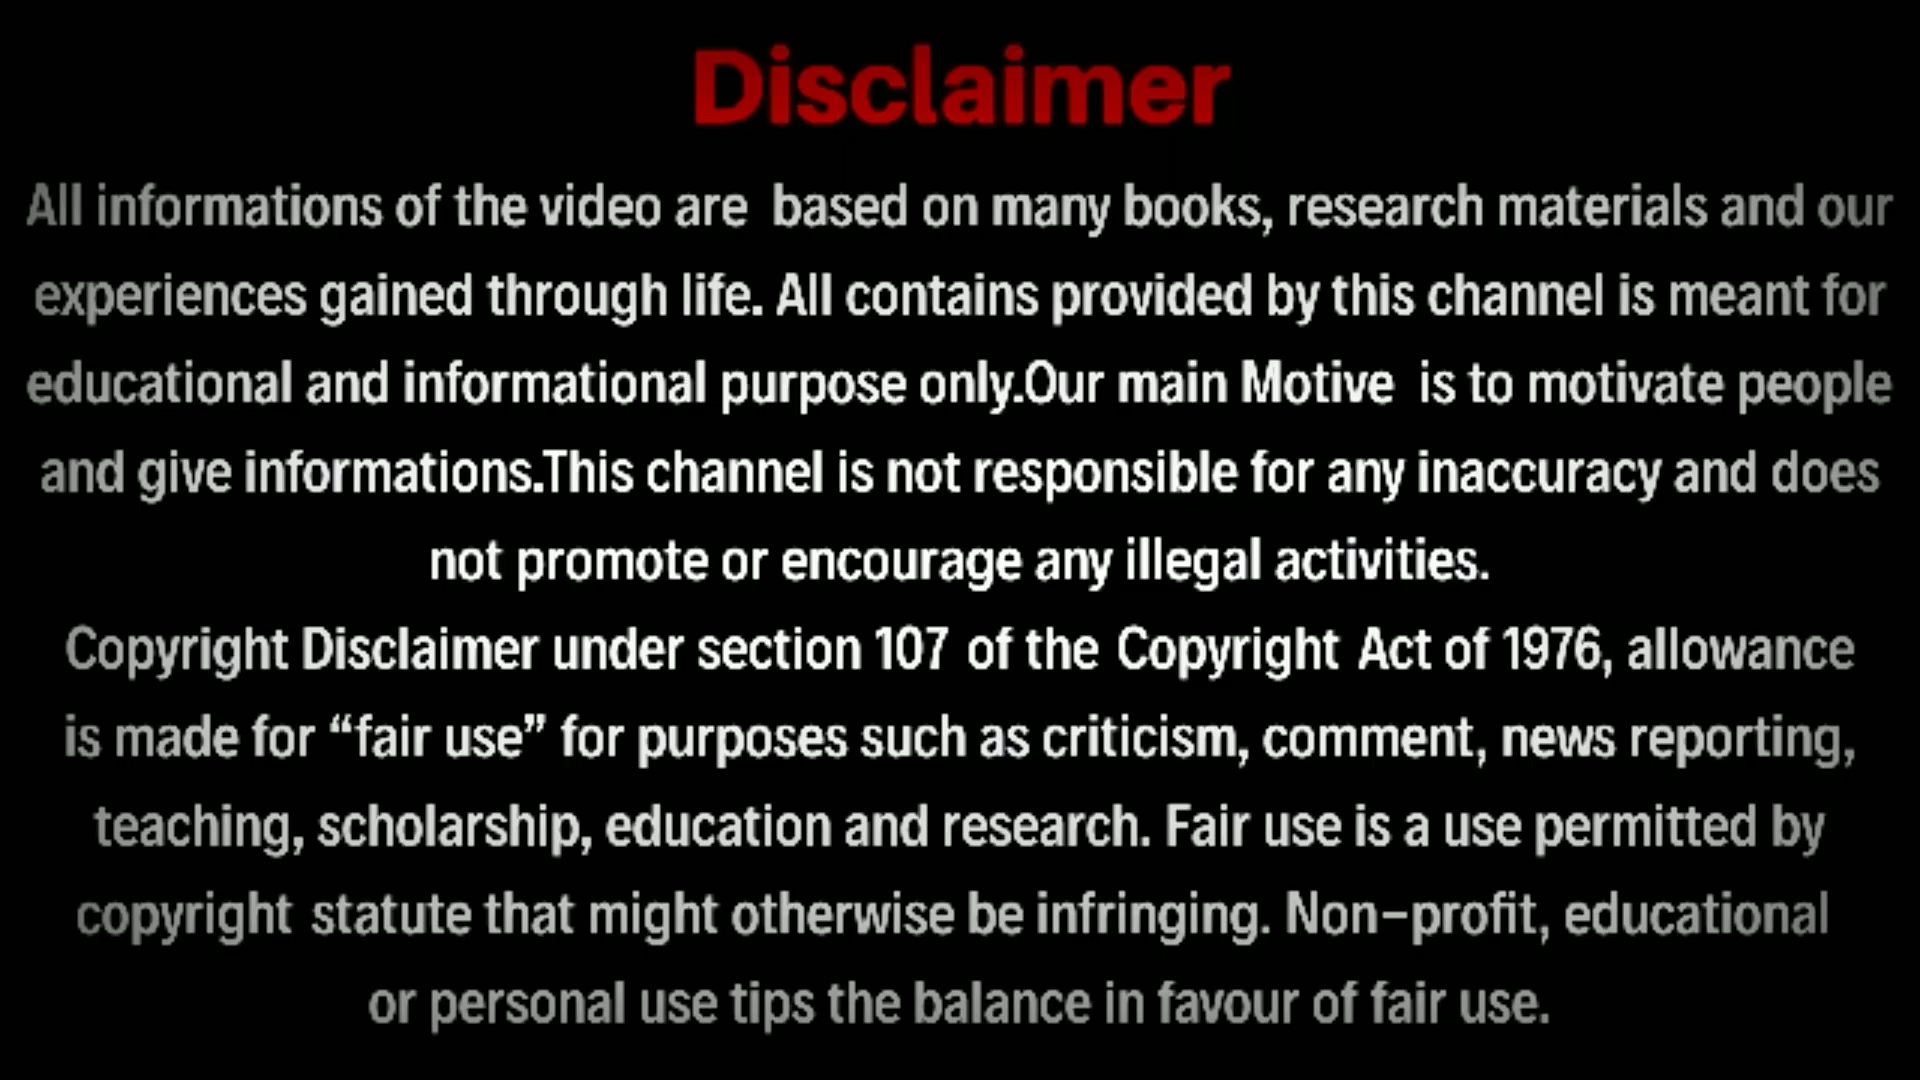 Disclaimer
All informations of the video are based on many books, research materials and our
experiences gained through life. All contains provided by this channel is meant for
educational and informational purpose only.Our main Motive is to motivate people
and give informations.This channel is not responsible for any inaccuracy and does
not promote or encourage any illegal activities.
Copyright Disclaimer under section 107 of the Copyright Act of 1976, allowance
is made for “fair use” for purposes such as criticism, comment, news reporting,
teaching, scholarship, education and research. Fair use is a use permitted by
copyright statute that might otherwise be infringing. Non–profit, educational
or personal use tips the balance in favour of fair use.